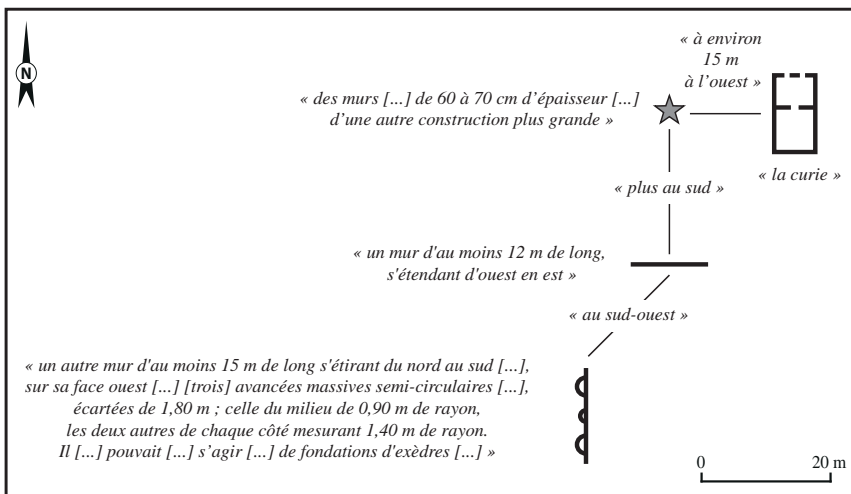 « à environ
15 m
à l'ouest »
N
« des murs [...] de 60 à 70 cm d'épaisseur [...]
d'une autre construction plus grande »
« la curie »
« plus au sud »
« un mur d'au moins 12 m de long,
s'étendant d'ouest en est »
« au sud-ouest »
« un autre mur d'au moins 15 m de long s'étirant du nord au sud [...],
sur sa face ouest [...] [trois] avancées massives semi-circulaires [...],
écartées de 1,80 m ; celle du milieu de 0,90 m de rayon,
les deux autres de chaque côté mesurant 1,40 m de rayon.
Il [...] pouvait [...] s'agir [...] de fondations d'exèdres [...] »
0 20 m